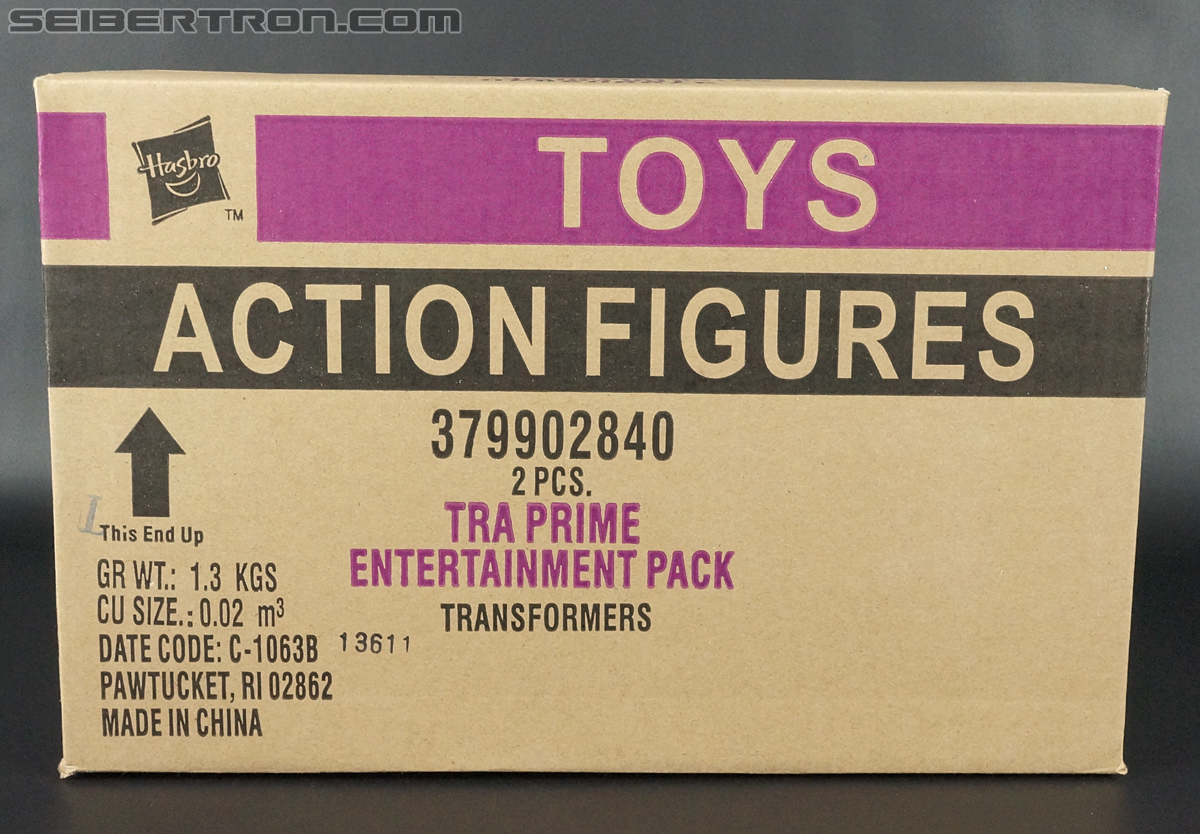 SEIBERTRON.COM
Hasbro
TM
TOYS
ACTION FIGURES
379902840
2 PCS.
TRA PRIME
ENTERTAINMENT PACK
TRANSFORMERS
This End Up
GR WT.: 1.3 KGS
CU SIZE.: 0.02 m³
DATE CODE: C-1063B 13611
PAWTUCKET, RI 02862
MADE IN CHINA